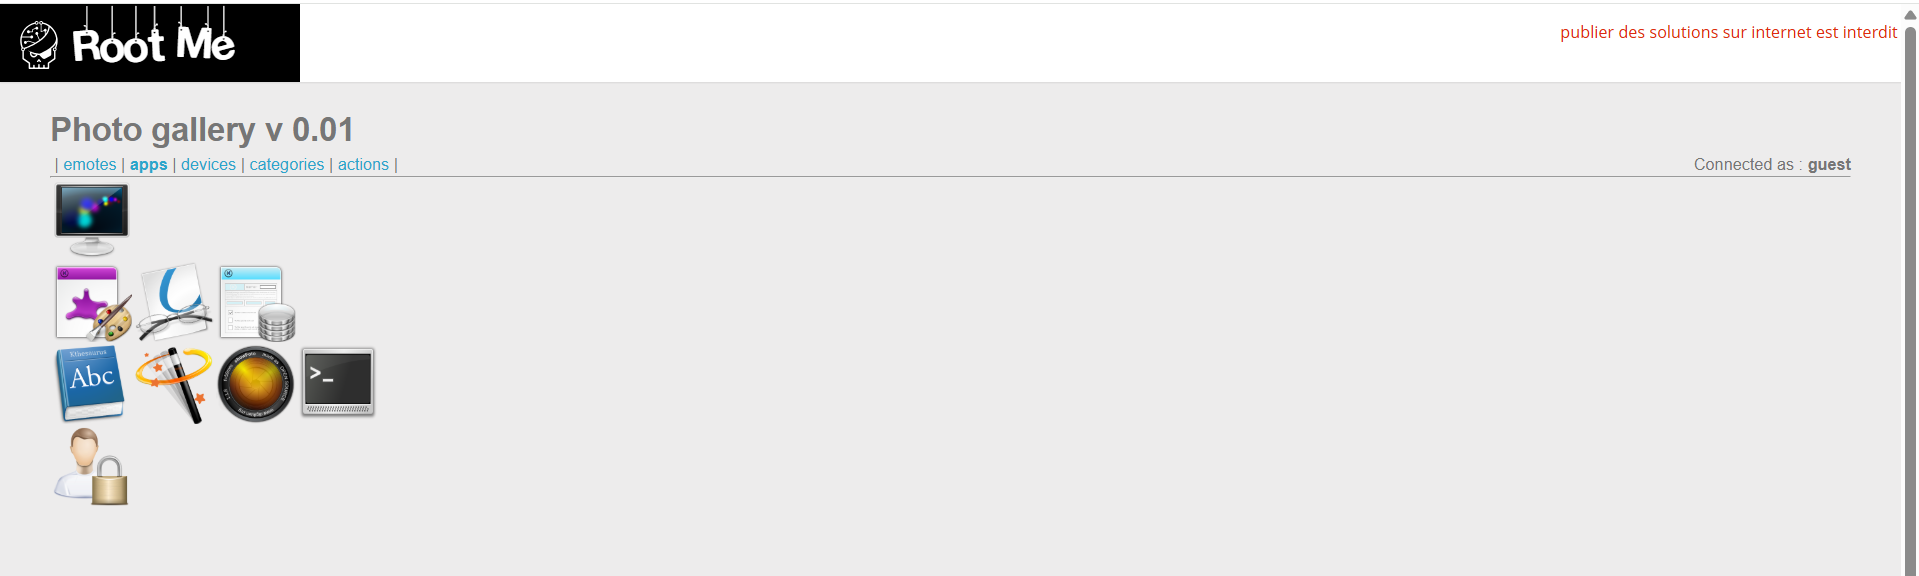 Root Me
publier des solutions sur internet est interdit
Photo gallery v 0.01
| emotes | apps | devices | categories | actions |
Connected as : guest
Abc
>_